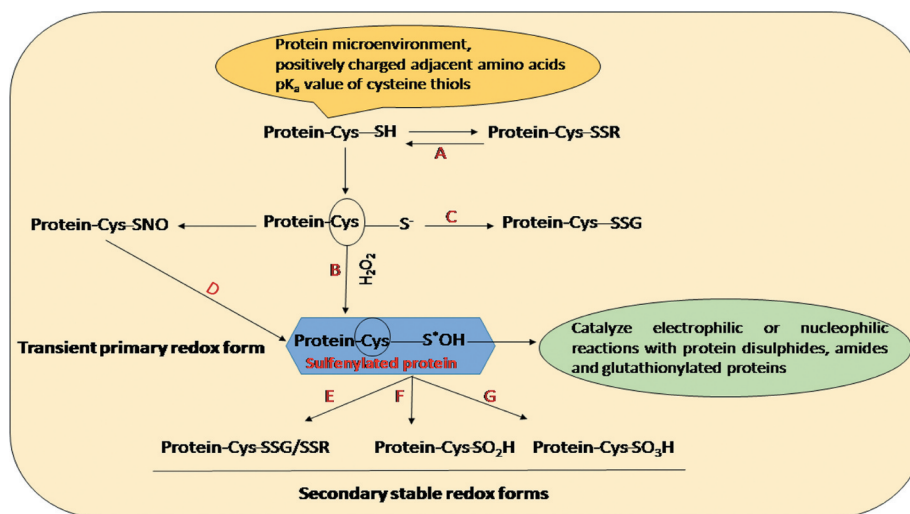 Protein microenvironment,
positively charged adjacent amino acids
pKa value of cysteine thiols
Protein-Cys—SH
Protein-Cys—SSR
A
Protein-Cys—SNO
Protein-Cys
S-
C
Protein-Cys—SSG
B
H2O2
D
Transient primary redox form
Protein-Cys—S*OH
Sulfenylated protein
Catalyze electrophilic or nucleophilic
reactions with protein disulphides, amides
and glutathionylated proteins
E
F
G
Protein-Cys-SSG/SSR
Protein-Cys-SO2H
Protein-Cys-SO3H
Secondary stable redox forms